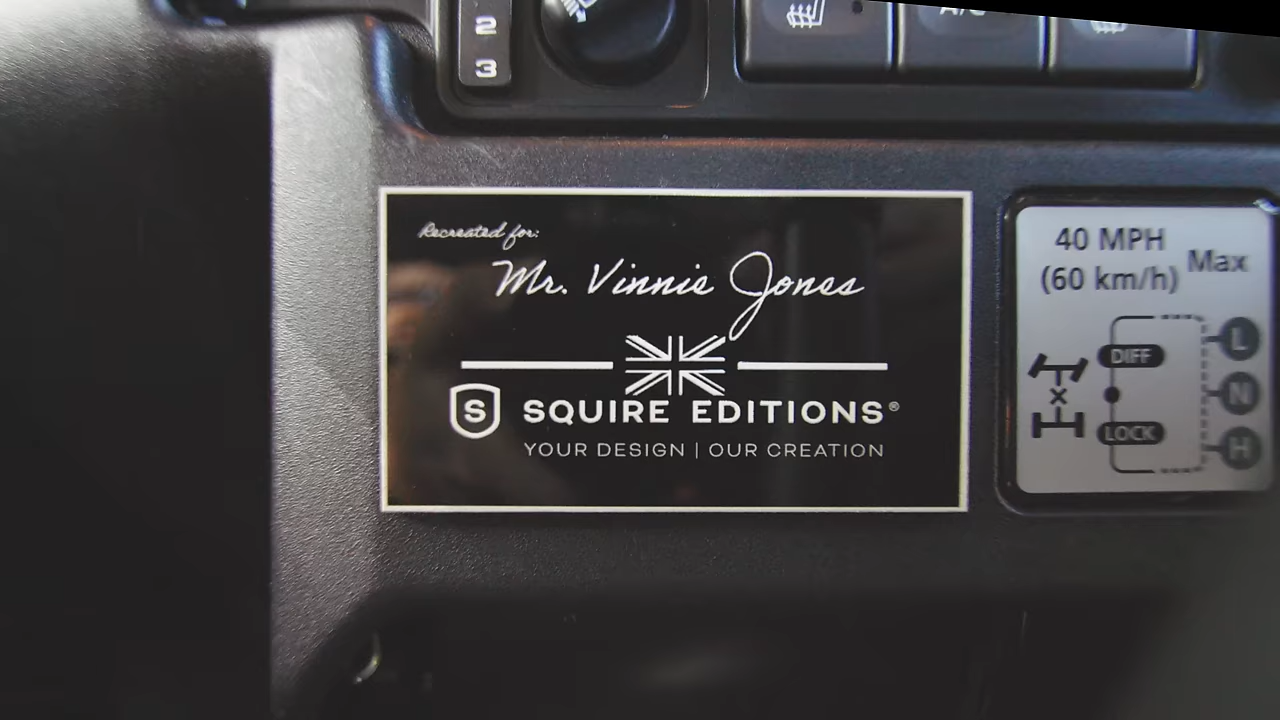 2
3
A/C
Recreated for:
Mr. Vinnie Jones
S
SQUIRE EDITIONS®
YOUR DESIGN | OUR CREATION
40 MPH
(60 km/h) Max
DIFF
LOCK
L
N
H